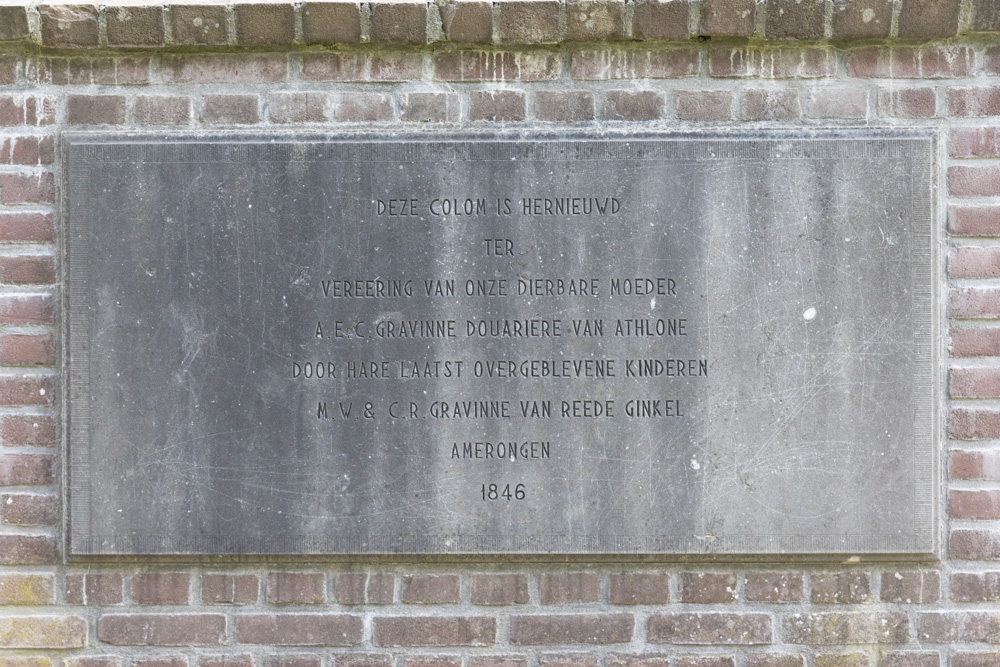 DEZE COLOM IS HERNIEUWD
TER
VEREERING VAN ONZE DIERBARE MOEDER
A.E.C. GRAVINNE DOUARIERE VAN ATHLONE
DOOR HARE LAATST OVERGEBLEVENE KINDEREN
M.W & C.R. GRAVINNE VAN REEDE GINKEL
AMERONGEN
1846